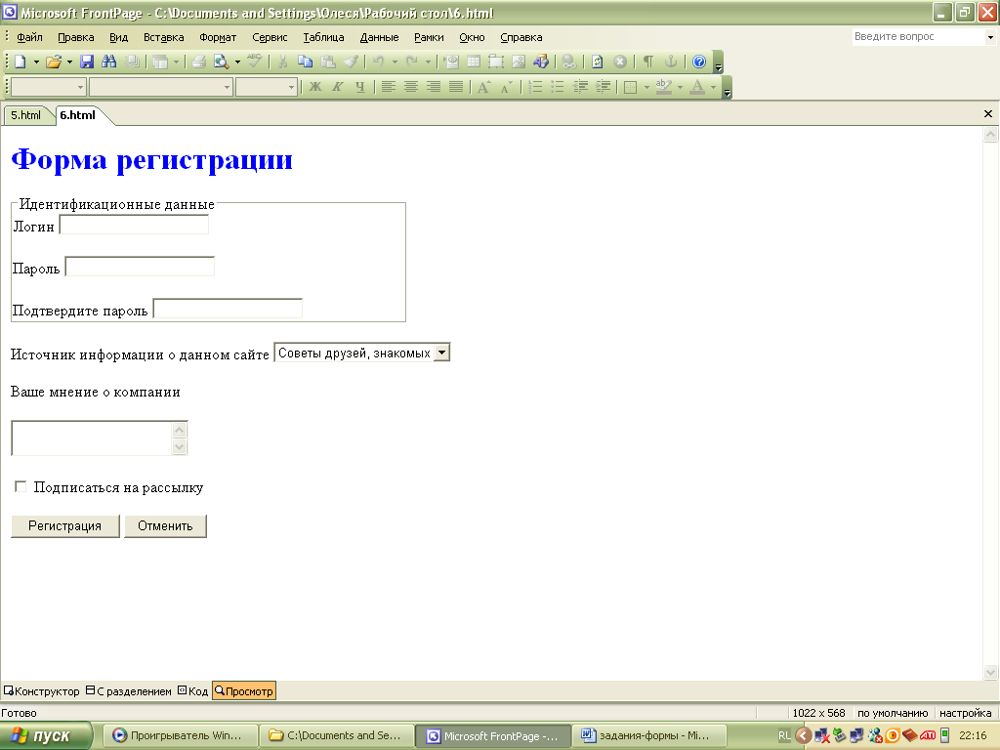 Microsoft FrontPage - C:\Documents and Settings\Олеся\Рабочий стол\6.html
Файл Правка Вид Вставка Формат Сервис Таблица Данные Рамки Окно Справка
Введите вопрос
Ж К Ч
5.html 6.html
Форма регистрации
Идентификационные данные
Логин
Пароль
Подтвердите пароль
Источник информации о данном сайте Советы друзей, знакомых
Ваше мнение о компании
Подписаться на рассылку
Регистрация Отменить
Конструктор С разделением Код Просмотр
Готово 1022 x 568 по умолчанию настройка
пуск Проигрыватель Win... C:\Documents and Se... Microsoft FrontPage -... задания-формы - Mi... RL 22:16